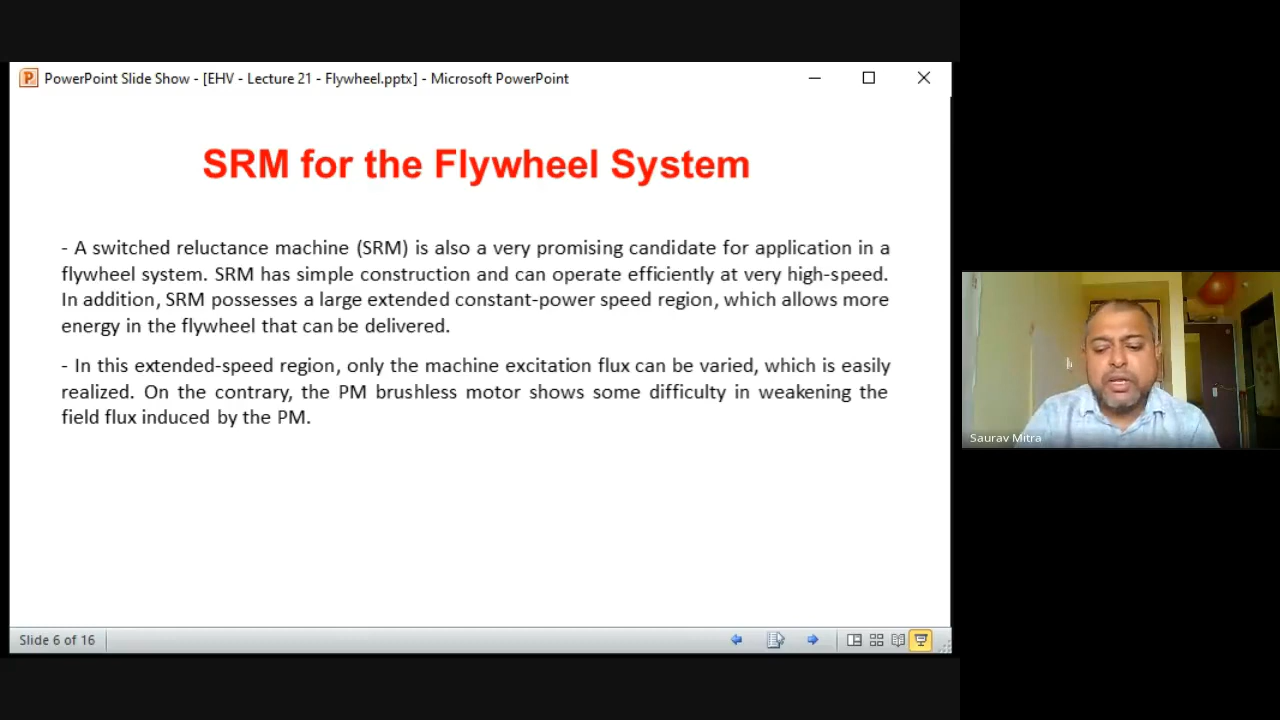 PowerPoint Slide Show - [EHV - Lecture 21 - Flywheel.pptx] - Microsoft PowerPoint
SRM for the Flywheel System
- A switched reluctance machine (SRM) is also a very promising candidate for application in a
flywheel system. SRM has simple construction and can operate efficiently at very high-speed.
In addition, SRM possesses a large extended constant-power speed region, which allows more
energy in the flywheel that can be delivered.
- In this extended-speed region, only the machine excitation flux can be varied, which is easily
realized. On the contrary, the PM brushless motor shows some difficulty in weakening the
field flux induced by the PM.
Saurav Mitra
Slide 6 of 16